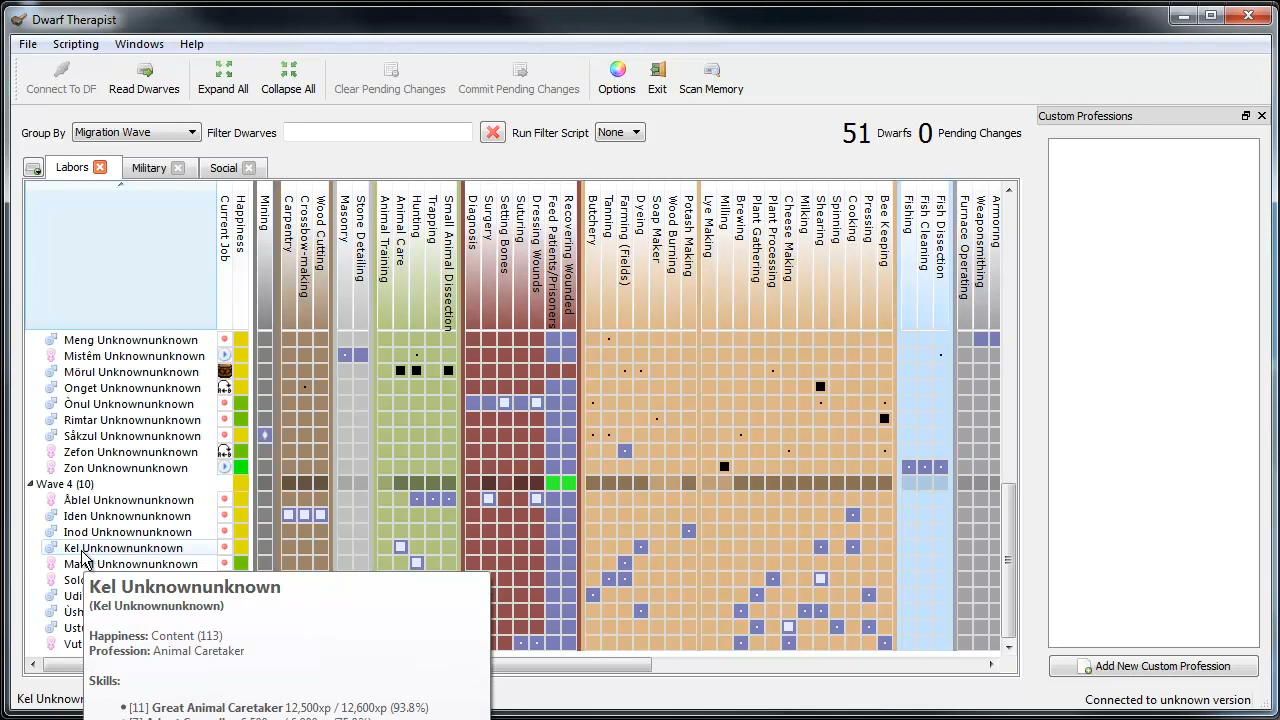 Dwarf Therapist
File Scripting Windows Help
Connect To DF Read Dwarves Expand All Collapse All Clear Pending Changes Commit Pending Changes Options Exit Scan Memory
Custom Professions
Group By Migration Wave Filter Dwarves Run Filter Script None 51 Dwarfs 0 Pending Changes
Labors Military Social
Current Job
Happiness
Mining
Carpentry
Crossbow-making
Wood Cutting
Masonry
Stone Detailing
Animal Training
Animal Care
Hunting
Trapping
Small Animal Dissection
Diagnosis
Surgery
Setting Bones
Suturing
Dressing Wounds
Feed Patients/Prisoners
Recovering Wounded
Butchery
Tanning
Farming (Fields)
Dyeing
Soap Maker
Wood Burning
Potash Making
Lye Making
Milling
Brewing
Plant Gathering
Plant Processing
Cheese Making
Milking
Shearing
Spinning
Cooking
Pressing
Bee Keeping
Fishing
Fish Cleaning
Fish Dissection
Furnace Operating
Weaponsmithing
Armoring
Meng Unknownunknown
Mistêm Unknownunknown
Mörul Unknownunknown
Onget Unknownunknown
Ònul Unknownunknown
Rimtar Unknownunknown
Såkzul Unknownunknown
Zefon Unknownunknown
Zon Unknownunknown
Wave 4 (10)
Âblel Unknownunknown
Iden Unknownunknown
Inod Unknownunknown
Kel Unknownunknown
Unknownunknown
Kel Unknownunknown
(Kel Unknownunknown)
Happiness: Content (113)
Profession: Animal Caretaker
Skills:
• [11] Great Animal Caretaker 12,500xp / 12,600xp (93.8%)
Add New Custom Profession
Connected to unknown version